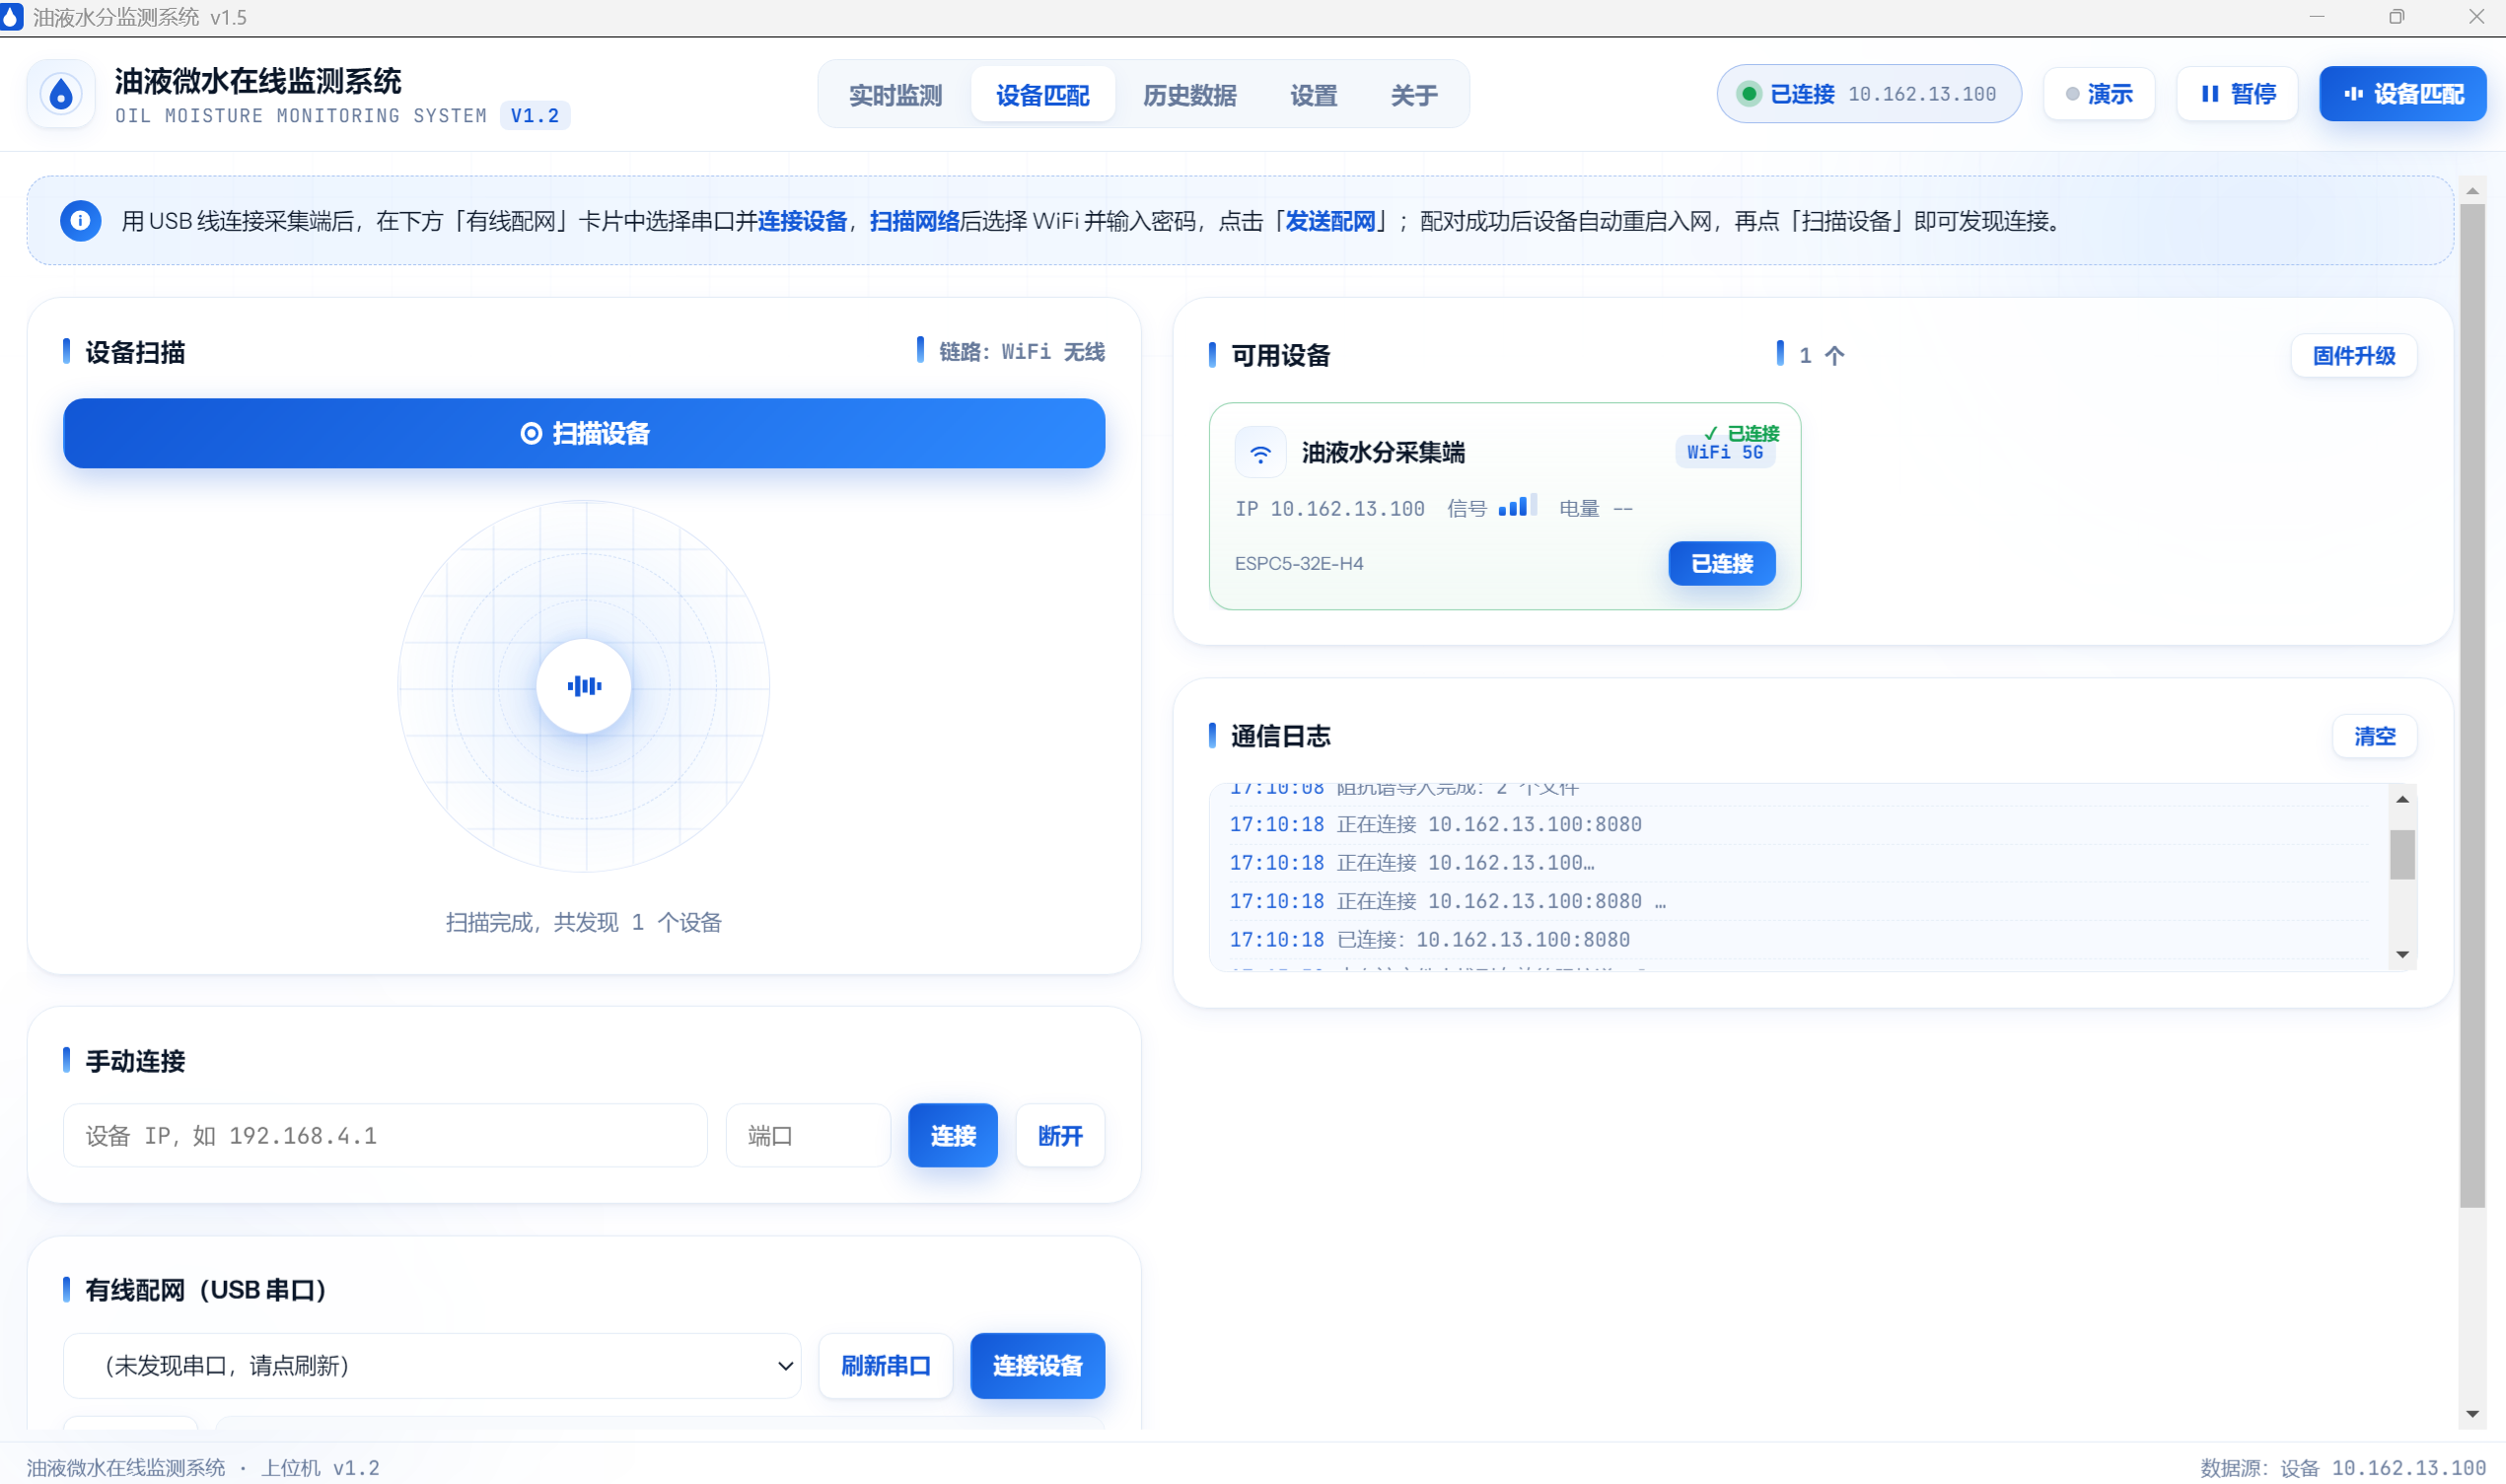 油液水分监测系统 v1.5
油液微水在线监测系统
OIL MOISTURE MONITORING SYSTEM V1.2
实时监测 设备匹配 历史数据 设置 关于
已连接 10.162.13.100 演示 暂停 设备匹配
用 USB 线连接采集端后，在下方「有线配网」卡片中选择串口并连接设备，扫描网络后选择 WiFi 并输入密码，点击「发送配网」；配对成功后设备自动重启入网，再点「扫描设备」即可发现连接。
设备扫描 链路：WiFi 无线
扫描设备
扫描完成，共发现 1 个设备
手动连接
设备 IP，如 192.168.4.1 端口 连接 断开
有线配网（USB 串口）
（未发现串口，请点刷新） 刷新串口 连接设备
可用设备 1 个 固件升级
✓ 已连接
油液水分采集端 WiFi 5G
IP 10.162.13.100 信号 电量 --
ESPC5-32E-H4 已连接
通信日志 清空
17:10:08 阻抗谱导入完成：2 个文件
17:10:18 正在连接 10.162.13.100:8080
17:10:18 正在连接 10.162.13.100…
17:10:18 正在连接 10.162.13.100:8080 …
17:10:18 已连接：10.162.13.100:8080
油液微水在线监测系统 · 上位机 v1.2 数据源：设备 10.162.13.100